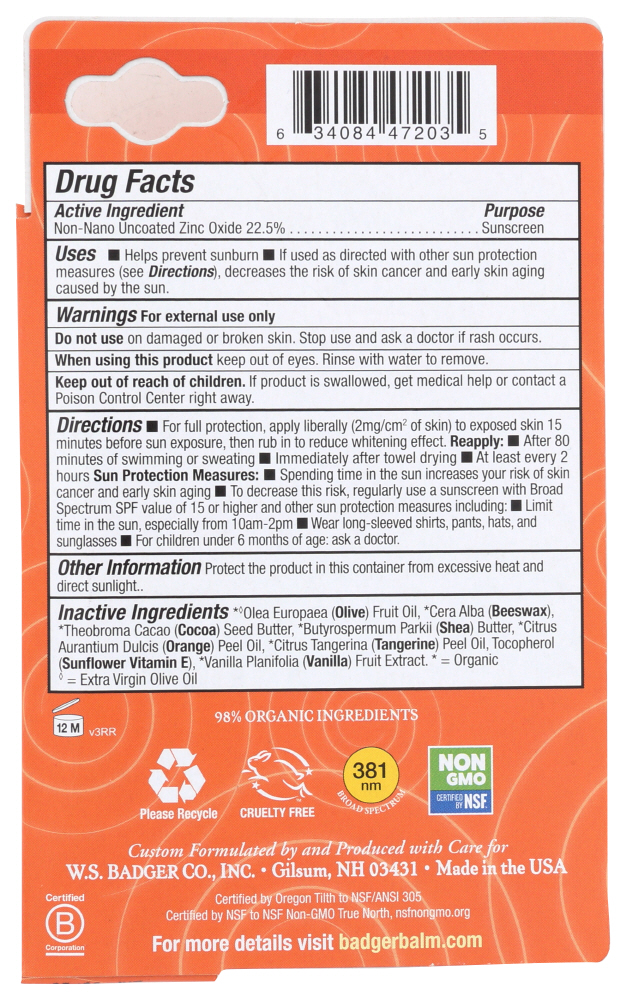 6 34084 47203 5
Drug Facts
Active Ingredient Purpose
Non-Nano Uncoated Zinc Oxide 22.5% . . . . . . . . . . . . . . . . . . . . . . . . . . Sunscreen
Uses ■ Helps prevent sunburn ■ If used as directed with other sun protection
measures (see Directions), decreases the risk of skin cancer and early skin aging
caused by the sun.
Warnings For external use only
Do not use on damaged or broken skin. Stop use and ask a doctor if rash occurs.
When using this product keep out of eyes. Rinse with water to remove.
Keep out of reach of children. If product is swallowed, get medical help or contact a
Poison Control Center right away.
Directions ■ For full protection, apply liberally (2mg/cm² of skin) to exposed skin 15
minutes before sun exposure, then rub in to reduce whitening effect. Reapply: ■ After 80
minutes of swimming or sweating ■ Immediately after towel drying ■ At least every 2
hours Sun Protection Measures: ■ Spending time in the sun increases your risk of skin
cancer and early skin aging ■ To decrease this risk, regularly use a sunscreen with Broad
Spectrum SPF value of 15 or higher and other sun protection measures including: ■ Limit
time in the sun, especially from 10am-2pm ■ Wear long-sleeved shirts, pants, hats, and
sunglasses ■ For children under 6 months of age: ask a doctor.
Other Information Protect the product in this container from excessive heat and
direct sunlight..
Inactive Ingredients *◊Olea Europaea (Olive) Fruit Oil, *Cera Alba (Beeswax),
*Theobroma Cacao (Cocoa) Seed Butter, *Butyrospermum Parkii (Shea) Butter, *Citrus
Aurantium Dulcis (Orange) Peel Oil, *Citrus Tangerina (Tangerine) Peel Oil, Tocopherol
(Sunflower Vitamin E), *Vanilla Planifolia (Vanilla) Fruit Extract. * = Organic
◊ = Extra Virgin Olive Oil
12 M v3RR
98% ORGANIC INGREDIENTS
Please Recycle
CRUELTY FREE
381
nm
BROAD SPECTRUM
NON
GMO
CERTIFIED
BY NSF
Custom Formulated by and Produced with Care for
W.S. BADGER CO., INC. • Gilsum, NH 03431 • Made in the USA
Certified
B
Corporation
Certified by Oregon Tilth to NSF/ANSI 305
Certified by NSF to NSF Non-GMO True North, nsfnongmo.org
For more details visit badgerbalm.com